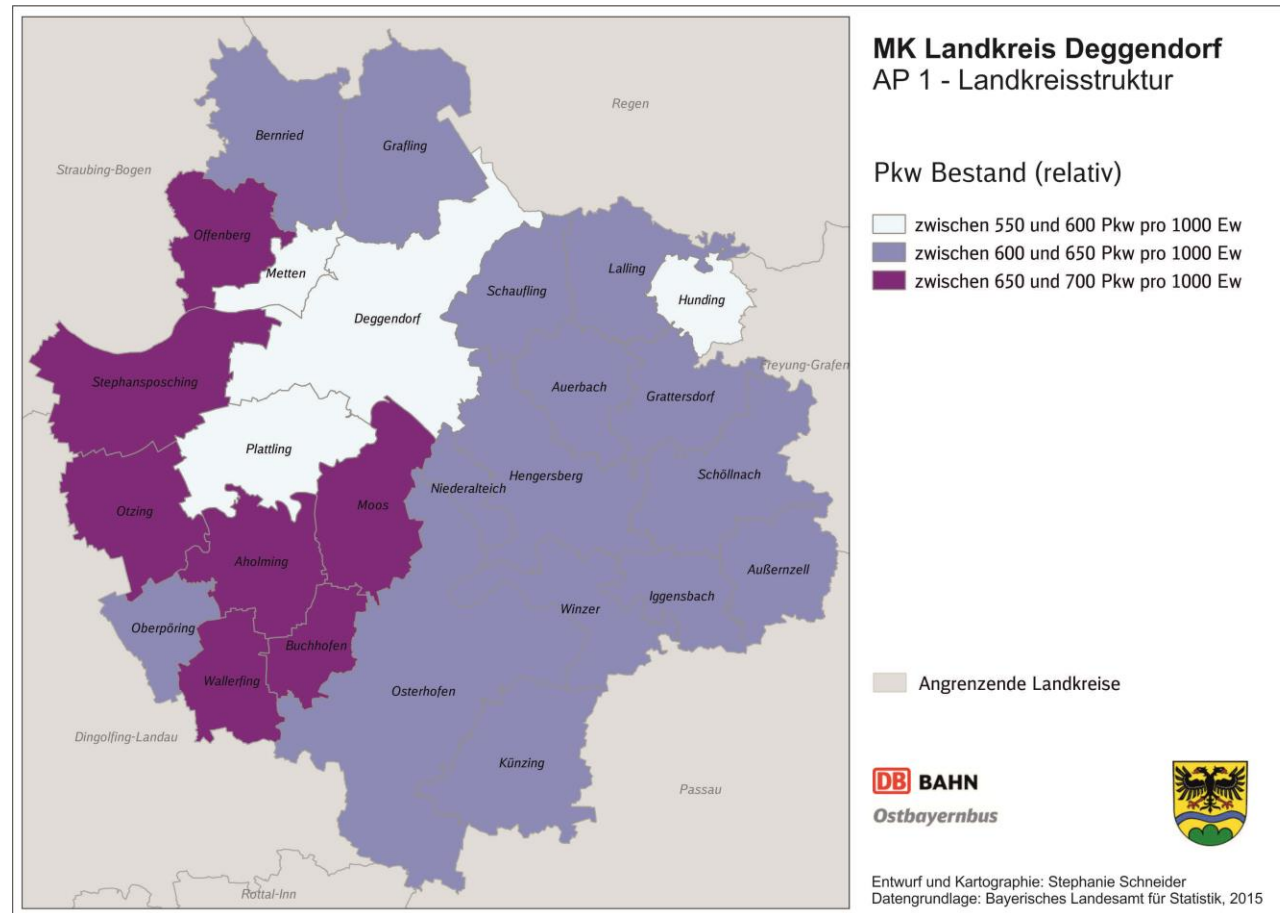 MK Landkreis Deggendorf
AP 1 - Landkreisstruktur
Pkw Bestand (relativ)
zwischen 550 und 600 Pkw pro 1000 Ew
zwischen 600 und 650 Pkw pro 1000 Ew
zwischen 650 und 700 Pkw pro 1000 Ew
Regen
Bernried
Grafling
Straubing-Bogen
Offenberg
Metten
Lalling
Schaufling
Hunding
Deggendorf
Freyung-Grafen
Stephansposching
Auerbach
Grattersdorf
Plattling
Hengersberg
Schöllnach
Niederalteich
Moos
Otzing
Aholming
Außernzell
Iggensbach
Winzer
Oberpöring
Buchhofen
Wallerfing
Osterhofen
Dingolfing-Landau
Künzing
Passau
Rottal-Inn
Angrenzende Landkreise
DB BAHN
Ostbayernbus
Entwurf und Kartographie: Stephanie Schneider
Datengrundlage: Bayerisches Landesamt für Statistik, 2015